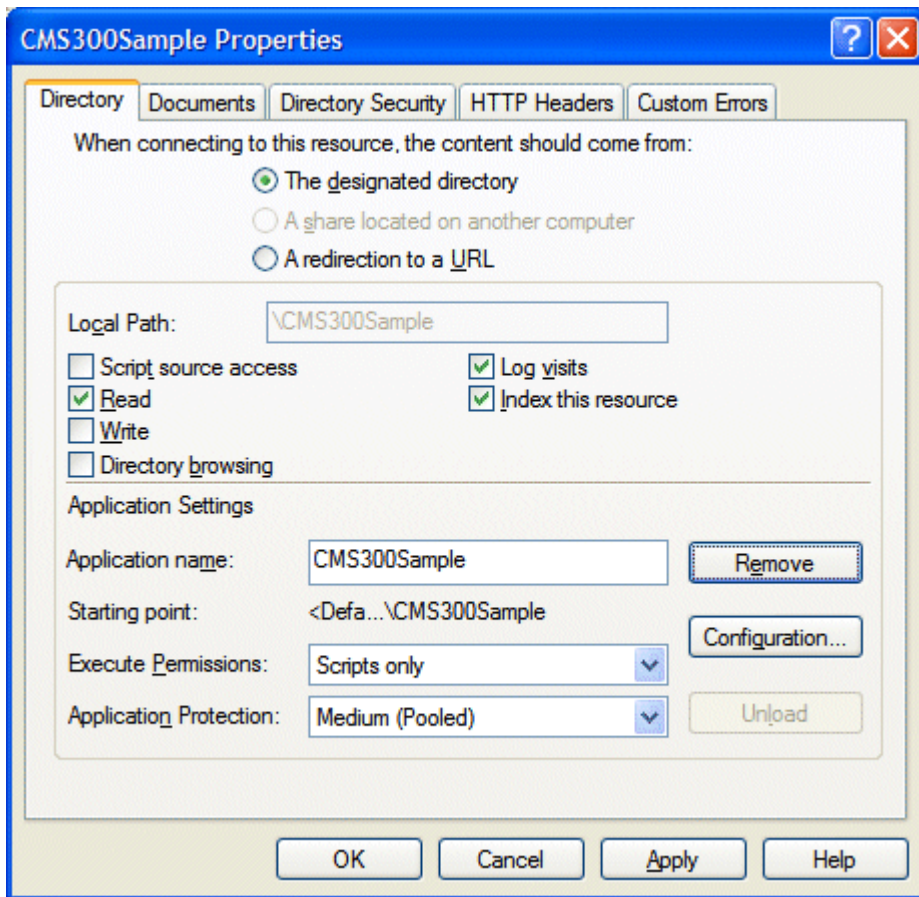 CMS300Sample Properties
Directory Documents Directory Security HTTP Headers Custom Errors
When connecting to this resource, the content should come from:
The designated directory
A share located on another computer
A redirection to a URL
Local Path: \CMS300Sample
Script source access Log visits
Read Index this resource
Write
Directory browsing
Application Settings
Application name: CMS300Sample Remove
Starting point: <Defa...\CMS300Sample
Configuration...
Execute Permissions: Scripts only
Application Protection: Medium (Pooled) Unload
OK Cancel Apply Help